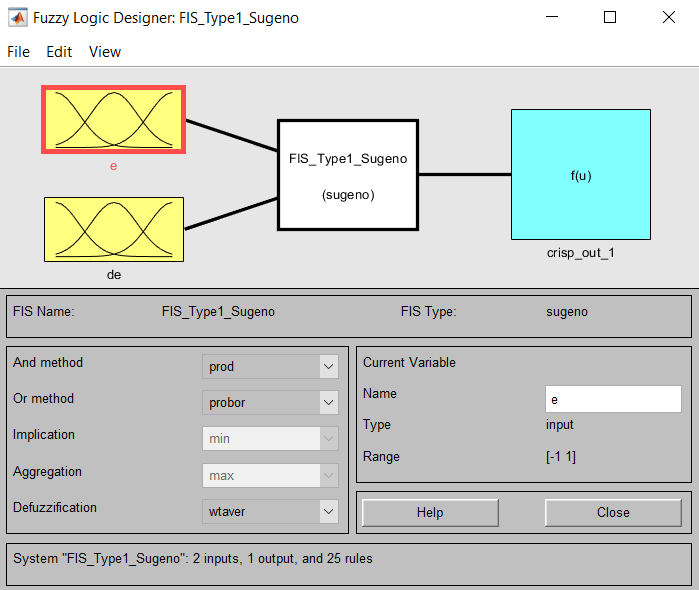 Fuzzy Logic Designer: FIS_Type1_Sugeno
File Edit View
e
de
FIS_Type1_Sugeno
(sugeno)
f(u)
crisp_out_1
FIS Name: FIS_Type1_Sugeno FIS Type: sugeno
And method prod
Or method probor
Implication min
Aggregation max
Defuzzification wtaver
Current Variable
Name e
Type input
Range [-1 1]
Help Close
System "FIS_Type1_Sugeno": 2 inputs, 1 output, and 25 rules